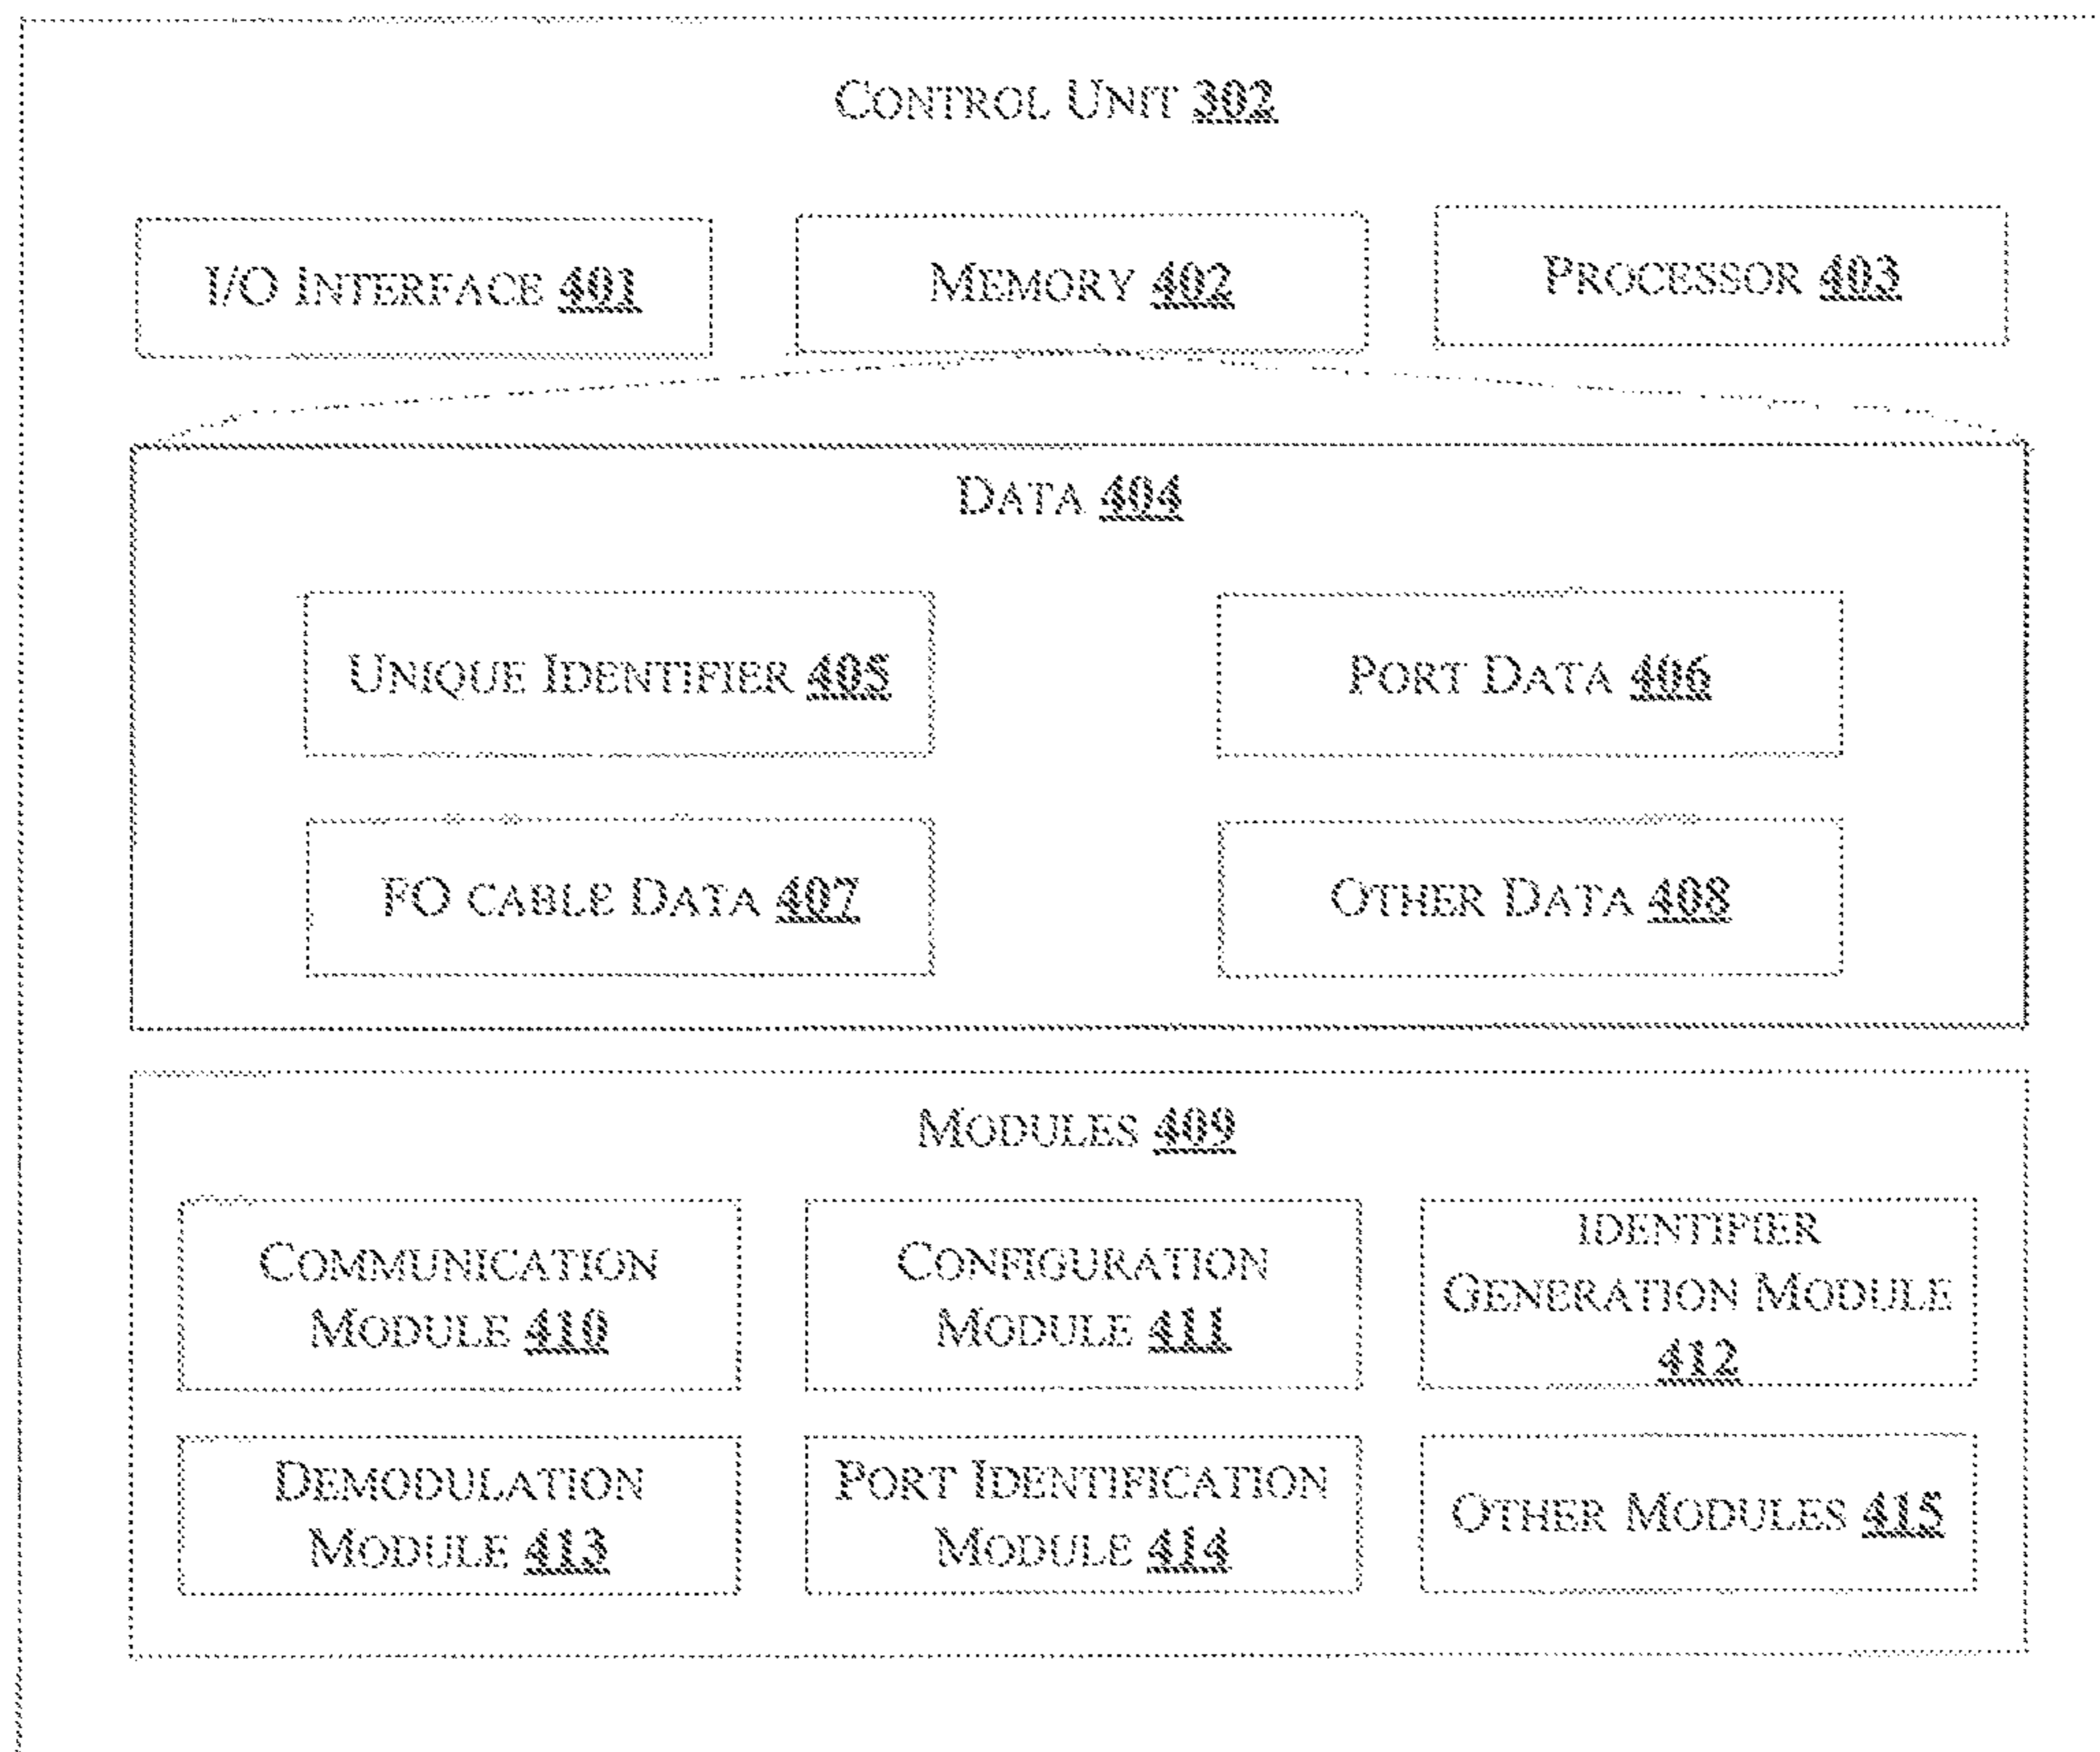 CONTROL UNIT 302
I/O INTERFACE 401
MEMORY 402
PROCESSOR 403
DATA 404
UNIQUE IDENTIFIER 405
PORT DATA 406
FO CABLE DATA 407
OTHER DATA 408
MODULES 409
COMMUNICATION
MODULE 410
CONFIGURATION
MODULE 411
IDENTIFIER
GENERATION MODULE
412
DEMODULATION
MODULE 413
PORT IDENTIFICATION
MODULE 414
OTHER MODULES 415